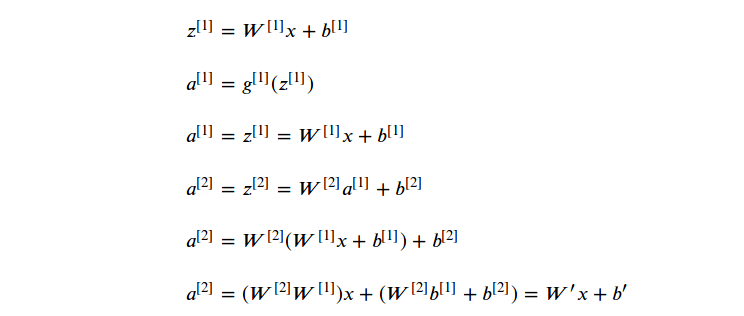 z[1] = W[1]x + b[1]
a[1] = g[1](z[1])
a[1] = z[1] = W[1]x + b[1]
a[2] = z[2] = W[2]a[1] + b[2]
a[2] = W[2](W[1]x + b[1]) + b[2]
a[2] = (W[2]W[1])x + (W[2]b[1] + b[2]) = W′x + b′